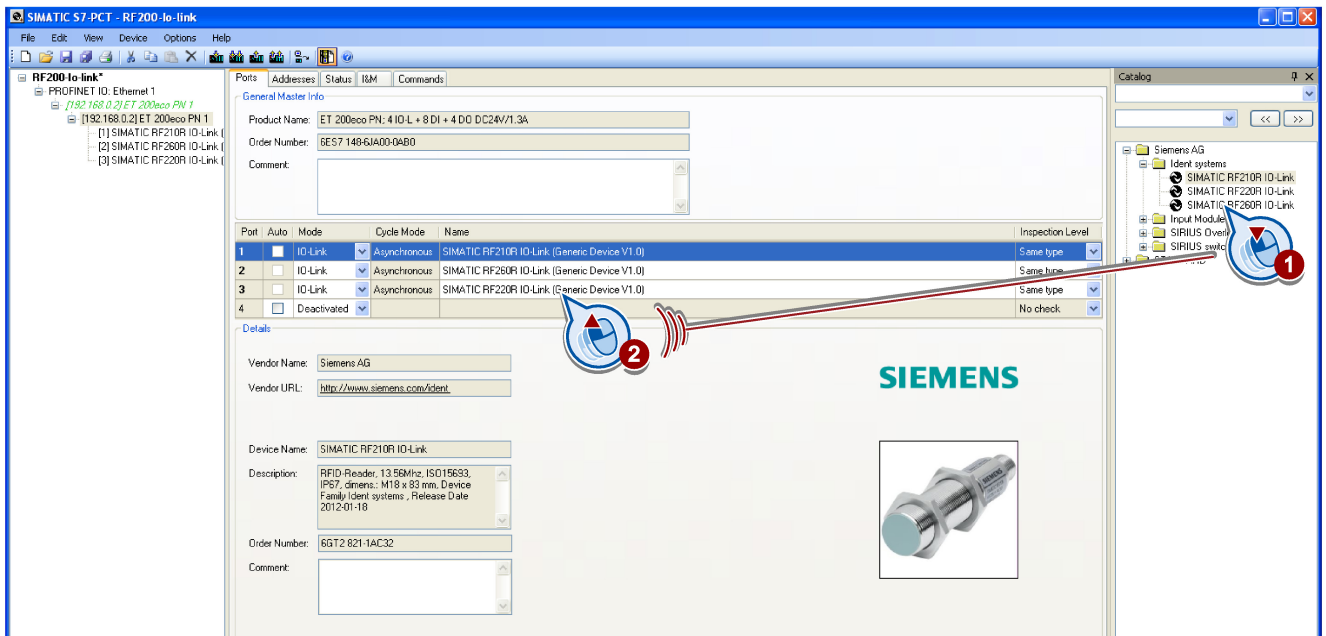 SIMATIC S7-PCT - RF200-Io-link
File Edit View Device Options Help
RF200-Io-link*
PROFINET IO: Ethernet 1
[192.168.0.2] ET 200eco PN 1
[192.168.0.2] ET 200eco PN 1
[1] SIMATIC RF210R IO-Link (
[2] SIMATIC RF260R IO-Link (
[3] SIMATIC RF220R IO-Link (
Ports Addresses Status I&M Commands
General Master Info
Product Name: ET 200eco PN; 4 IO-L + 8 DI + 4 DO DC24V/1.3A
Order Number: 6ES7 148-6JA00-0AB0
Comment:
Port Auto Mode Cycle Mode Name Inspection Level
1 IO-Link Asynchronous SIMATIC RF210R IO-Link (Generic Device V1.0) Same type
2 IO-Link Asynchronous SIMATIC RF260R IO-Link (Generic Device V1.0) Same type
3 IO-Link Asynchronous SIMATIC RF220R IO-Link (Generic Device V1.0) Same type
4 Deactivated No check
2
Details
Vendor Name: Siemens AG
Vendor URL: http://www.siemens.com/ident
SIEMENS
Device Name: SIMATIC RF210R IO-Link
Description: RFID-Reader, 13.56Mhz, ISO15693,
IP67, dimens.: M18 x 83 mm, Device
Family Ident systems , Release Date
2012-01-18
SIEMENS
Order Number: 6GT2 821-1AC32
Comment:
Catalog
<< >>
Siemens AG
Ident systems
SIMATIC RF210R IO-Link
SIMATIC RF220R IO-Link
SIMATIC RF260R IO-Link
Input Module
SIRIUS Over
SIRIUS switc
1